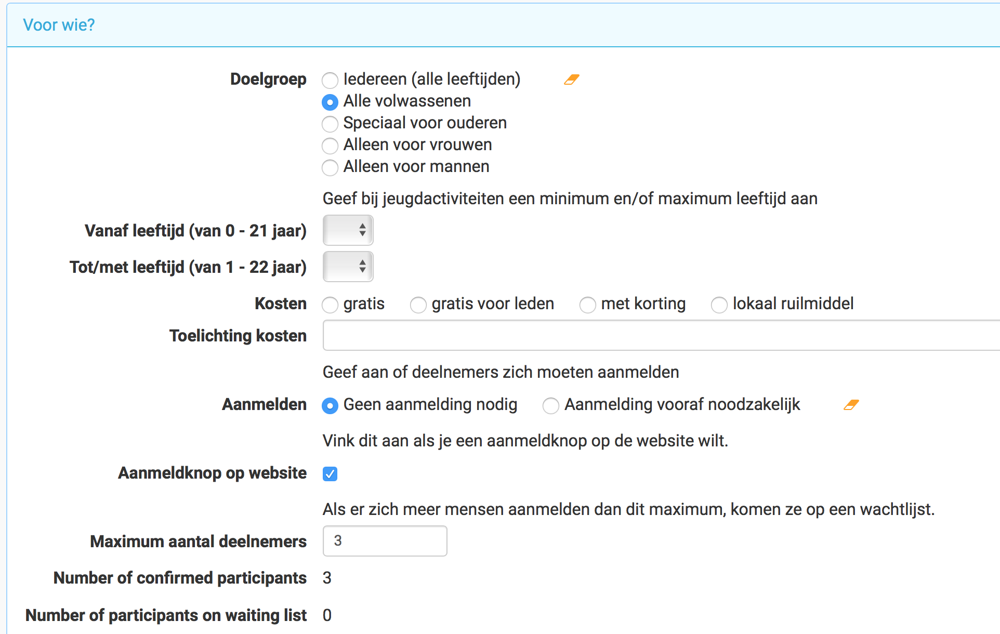 Voor wie?
Doelgroep Iedereen (alle leeftijden)
Alle volwassenen
Speciaal voor ouderen
Alleen voor vrouwen
Alleen voor mannen
Geef bij jeugdactiviteiten een minimum en/of maximum leeftijd aan
Vanaf leeftijd (van 0 - 21 jaar)
Tot/met leeftijd (van 1 - 22 jaar)
Kosten gratis gratis voor leden met korting lokaal ruilmiddel
Toelichting kosten
Geef aan of deelnemers zich moeten aanmelden
Aanmelden Geen aanmelding nodig Aanmelding vooraf noodzakelijk
Vink dit aan als je een aanmeldknop op de website wilt.
Aanmeldknop op website
Als er zich meer mensen aanmelden dan dit maximum, komen ze op een wachtlijst.
Maximum aantal deelnemers 3
Number of confirmed participants 3
Number of participants on waiting list 0